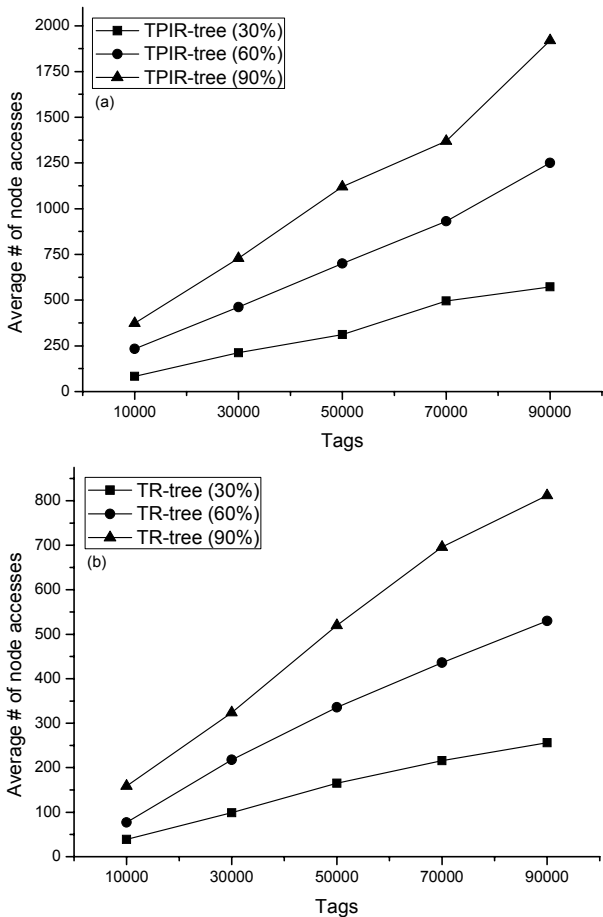 2000
1750
1500
1250
1000
750
500
250
0
TPIR-tree (30%)
TPIR-tree (60%)
TPIR-tree (90%)
(a)
Average # of node accesses
10000 30000 50000 70000 90000
Tags
800
700
600
500
400
300
200
100
0
TR-tree (30%)
TR-tree (60%)
TR-tree (90%)
(b)
Average # of node accesses
10000 30000 50000 70000 90000
Tags